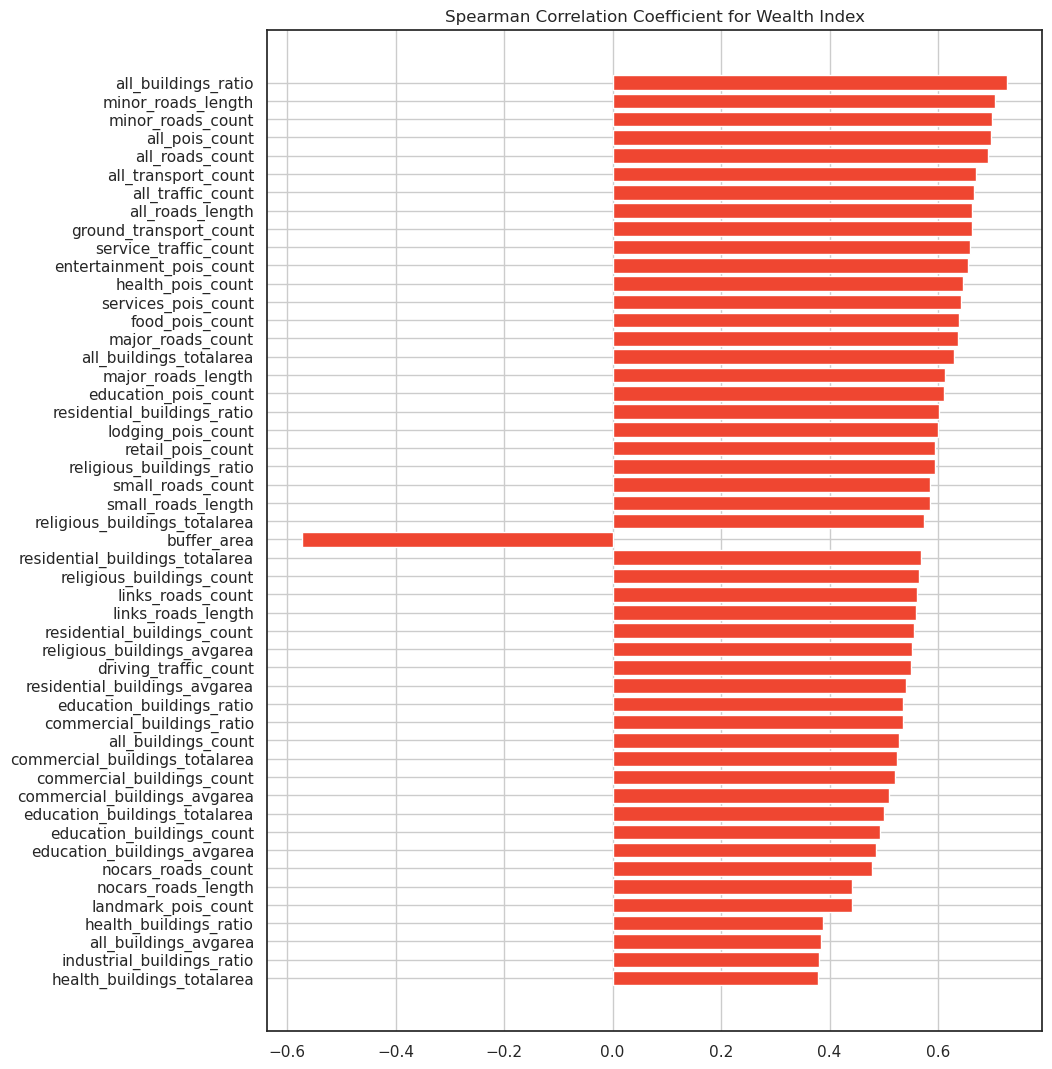 Spearman Correlation Coefficient for Wealth Index
all_buildings_ratio
minor_roads_length
minor_roads_count
all_pois_count
all_roads_count
all_transport_count
all_traffic_count
all_roads_length
ground_transport_count
service_traffic_count
entertainment_pois_count
health_pois_count
services_pois_count
food_pois_count
major_roads_count
all_buildings_totalarea
major_roads_length
education_pois_count
residential_buildings_ratio
lodging_pois_count
retail_pois_count
religious_buildings_ratio
small_roads_count
small_roads_length
religious_buildings_totalarea
buffer_area
residential_buildings_totalarea
religious_buildings_count
links_roads_count
links_roads_length
residential_buildings_count
religious_buildings_avgarea
driving_traffic_count
residential_buildings_avgarea
education_buildings_ratio
commercial_buildings_ratio
all_buildings_count
commercial_buildings_totalarea
commercial_buildings_count
commercial_buildings_avgarea
education_buildings_totalarea
education_buildings_count
education_buildings_avgarea
nocars_roads_count
nocars_roads_length
landmark_pois_count
health_buildings_ratio
all_buildings_avgarea
industrial_buildings_ratio
health_buildings_totalarea
−0.6 −0.4 −0.2 0.0 0.2 0.4 0.6